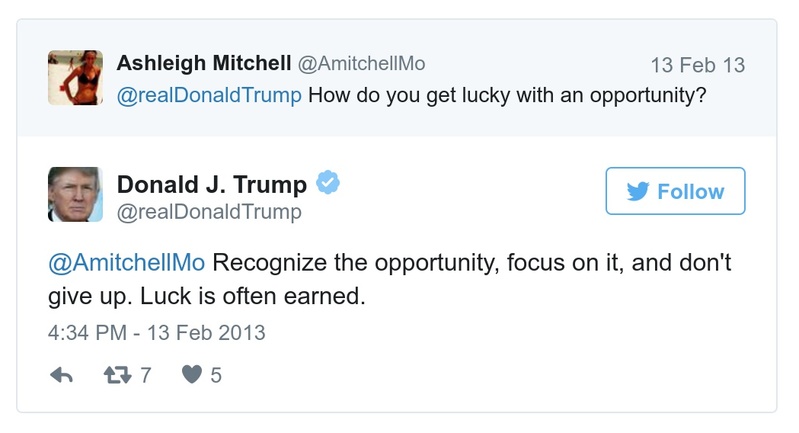 Ashleigh Mitchell @AmitchellMo 13 Feb 13
@realDonaldTrump How do you get lucky with an opportunity?
Donald J. Trump
@realDonaldTrump
Follow
@AmitchellMo Recognize the opportunity, focus on it, and don't
give up. Luck is often earned.
4:34 PM - 13 Feb 2013
7 5